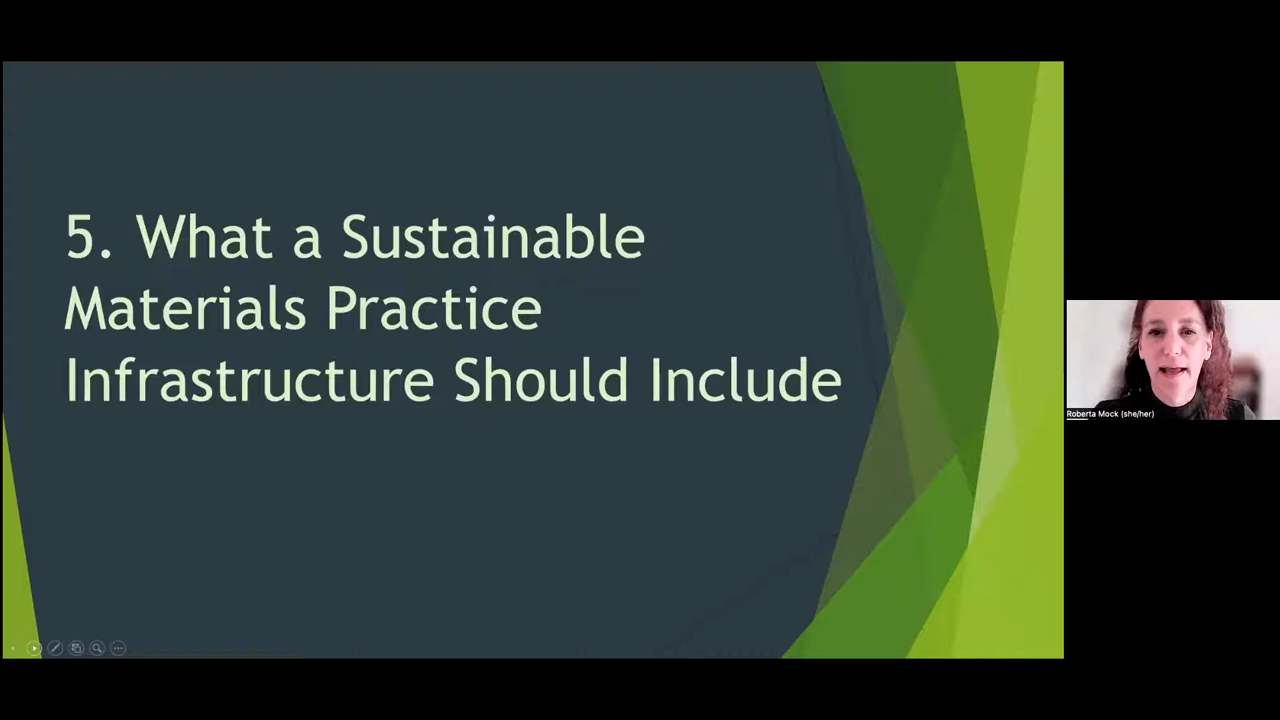 5. What a Sustainable
Materials Practice
Infrastructure Should Include
Roberta Mock (she/her)